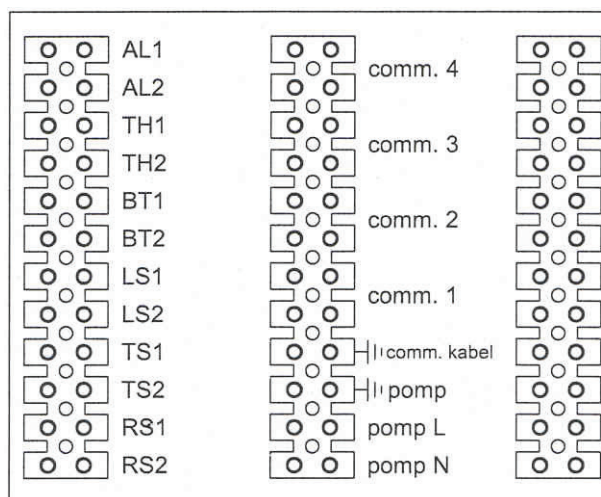 AL1
AL2
TH1
TH2
BT1
BT2
LS1
LS2
TS1
TS2
RS1
RS2
comm. 4
comm. 3
comm. 2
comm. 1
comm. kabel
pomp
pomp L
pomp N